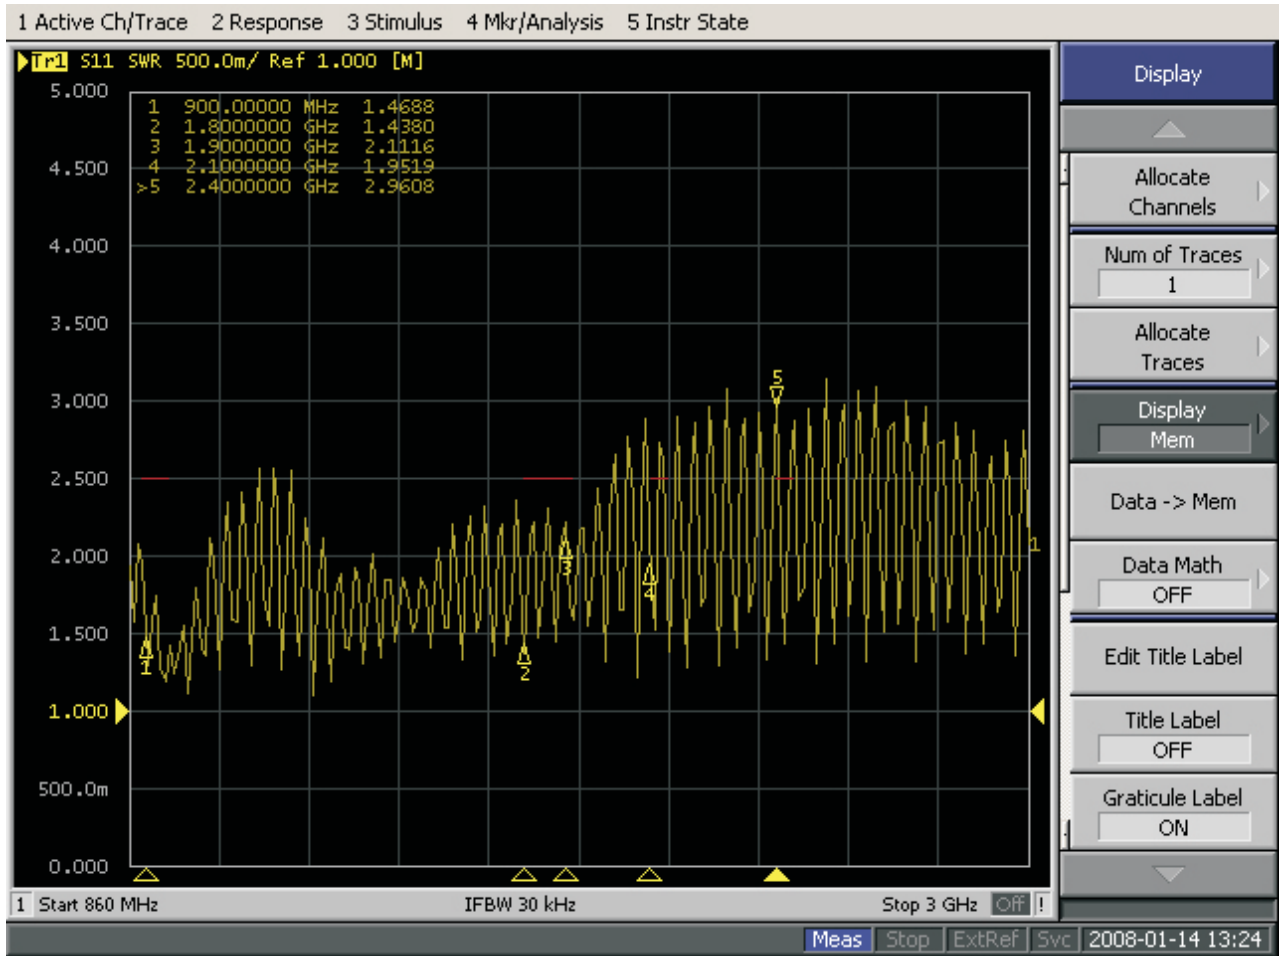 1 Active Ch/Trace 2 Response 3 Stimulus 4 Mkr/Analysis 5 Instr State
Tr1 S11 SWR 500.0m/ Ref 1.000 [M]
5.000
4.500
4.000
3.500
3.000
2.500
2.000
1.500
1.000
500.0m
0.000
1 900.00000 MHz 1.4688
2 1.8000000 GHz 1.4380
3 1.9000000 GHz 2.1116
4 2.1000000 GHz 1.9519
>5 2.4000000 GHz 2.9608
5
3
4
1
2
1
1 Start 860 MHz
IFBW 30 kHz
Stop 3 GHz Off !
Display
Allocate
Channels
Num of Traces
1
Allocate
Traces
Display
Mem
Data -> Mem
Data Math
OFF
Edit Title Label
Title Label
OFF
Graticule Label
ON
Meas Stop ExtRef Svc 2008-01-14 13:24